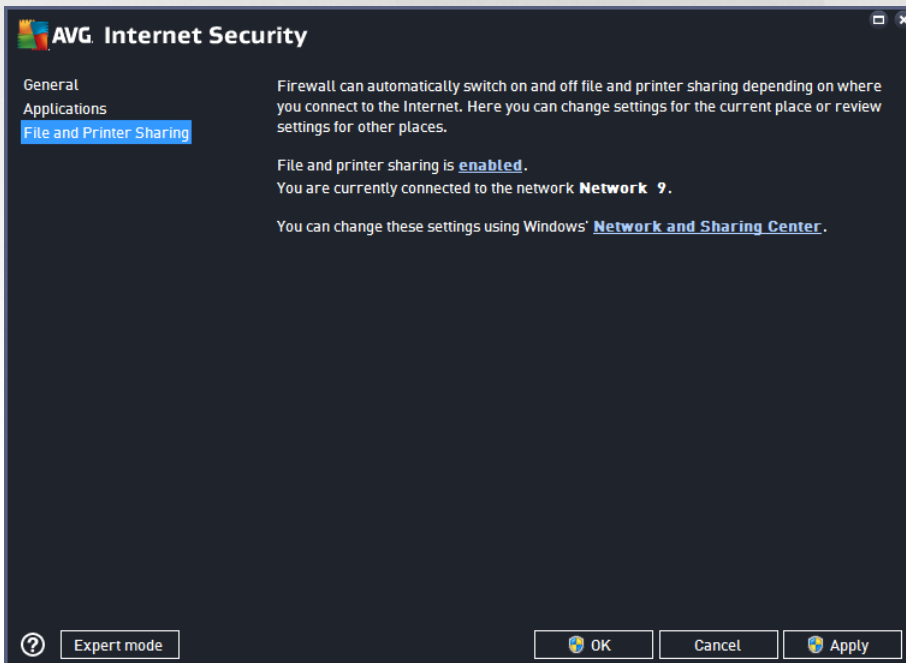 AVG. Internet Security
General
Applications
File and Printer Sharing
Firewall can automatically switch on and off file and printer sharing depending on where
you connect to the Internet. Here you can change settings for the current place or review
settings for other places.
File and printer sharing is enabled.
You are currently connected to the network Network 9.
You can change these settings using Windows' Network and Sharing Center.
? Expert mode
OK
Cancel
Apply